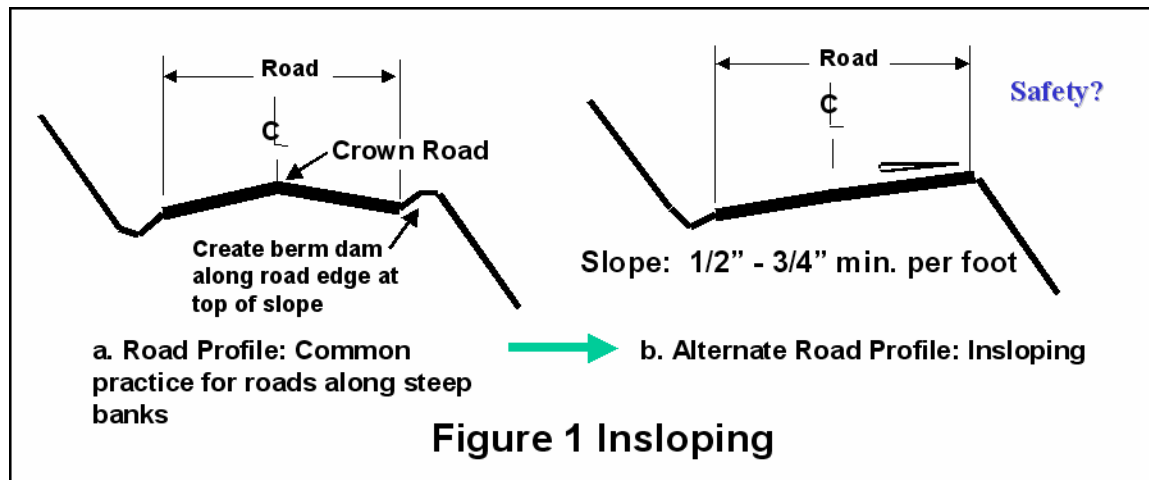 Road
C
Crown Road
Create berm dam
along road edge at
top of slope
a. Road Profile: Common
practice for roads along steep
banks
Road
C
Safety?
Slope:  1/2” - 3/4” min. per foot
b. Alternate Road Profile: Insloping
Figure 1 Insloping